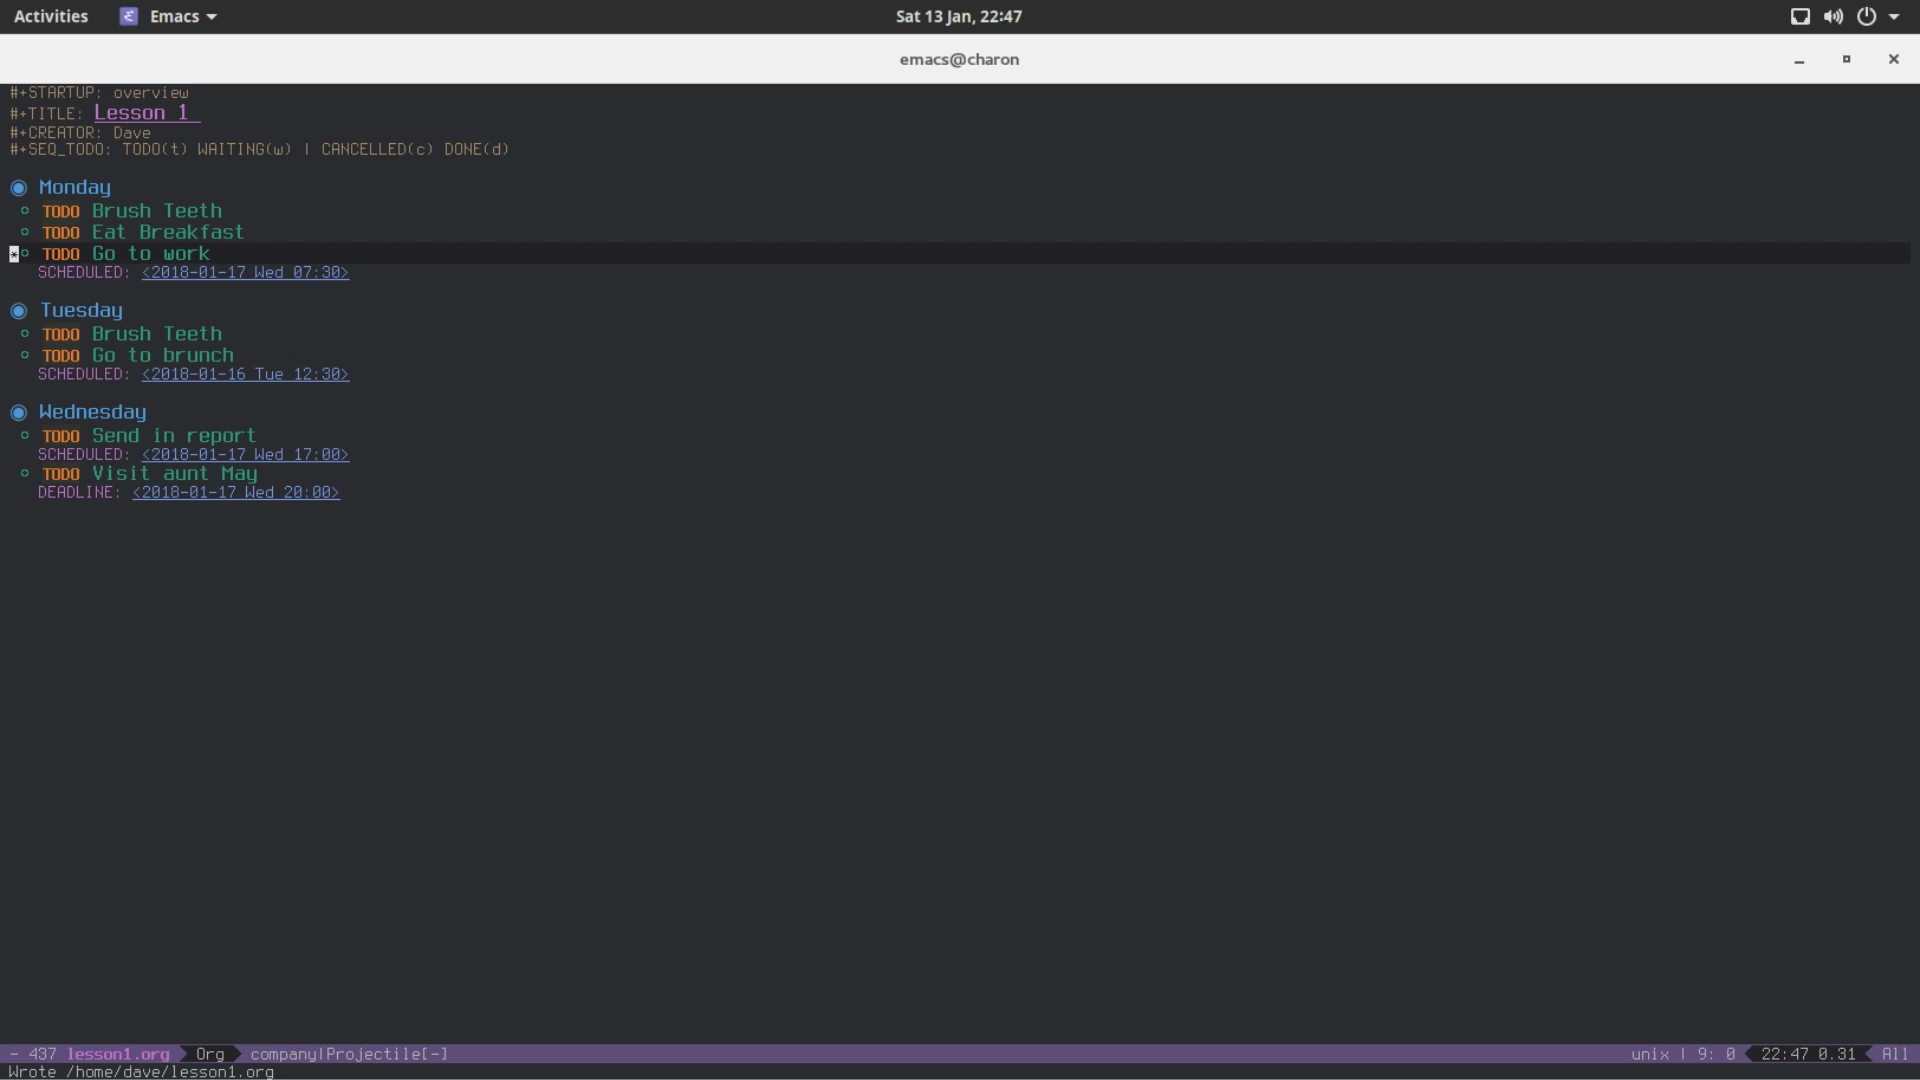 Activities Emacs Sat 13 Jan, 22:47
emacs@charon
#+STARTUP: overview
#+TITLE: Lesson 1
#+CREATOR: Dave
#+SEQ_TODO: TODO(t) WAITING(w) | CANCELLED(c) DONE(d)
Monday
TODO Brush Teeth
TODO Eat Breakfast
* TODO Go to work
SCHEDULED: <2018-01-17 Wed 07:30>
Tuesday
TODO Brush Teeth
TODO Go to brunch
SCHEDULED: <2018-01-16 Tue 12:30>
Wednesday
TODO Send in report
SCHEDULED: <2018-01-17 Wed 17:00>
TODO Visit aunt May
DEADLINE: <2018-01-17 Wed 20:00>
- 437 lesson1.org Org company|Projectile[-] unix | 9: 0 22:47 0.31 All
Wrote /home/dave/lesson1.org